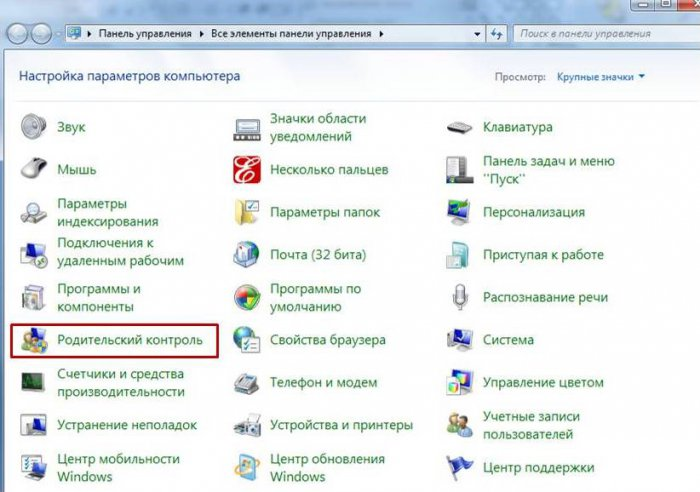 Панель управления
Все элементы панели управления
Поиск в панели управления
Настройка параметров компьютера
Просмотр:
Крупные значки
Звук
Значки области
уведомлений
Клавиатура
Мышь
Несколько пальцев
Панель задач и меню
"Пуск"
Параметры
индексирования
Параметры папок
Персонализация
Подключения к
удаленным рабочим
Почта (32 бита)
Приступая к работе
Программы и
компоненты
Программы по
умолчанию
Распознавание речи
Родительский контроль
Свойства браузера
Система
Счетчики и средства
производительности
Телефон и модем
Управление цветом
Устранение неполадок
Устройства и принтеры
Учетные записи
пользователей
Центр мобильности
Windows
Центр обновления
Windows
Центр поддержки